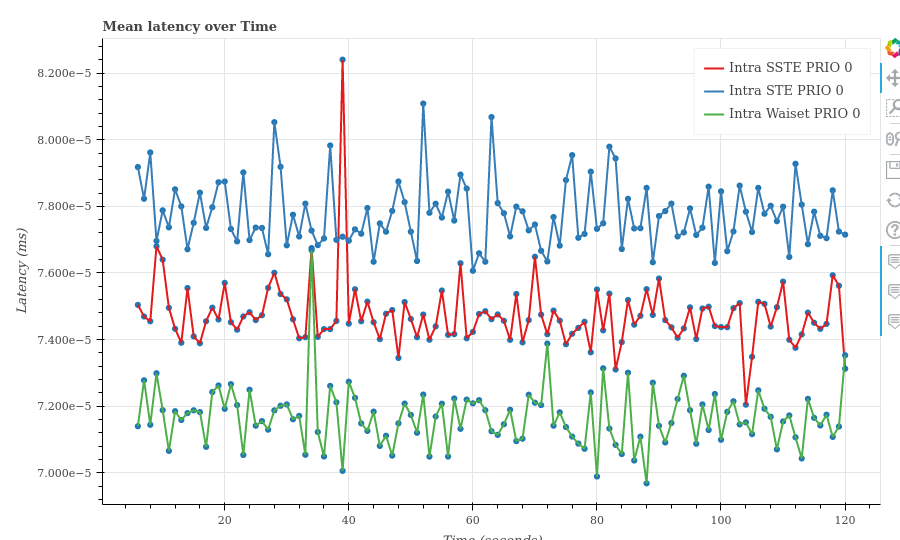 Mean latency over Time
Intra SSTE PRIO 0
Intra STE PRIO 0
Intra Waiset PRIO 0
Latency (ms)
8.200e−5
8.000e−5
7.800e−5
7.600e−5
7.400e−5
7.200e−5
7.000e−5
20
40
60
80
100
120
Time (seconds)